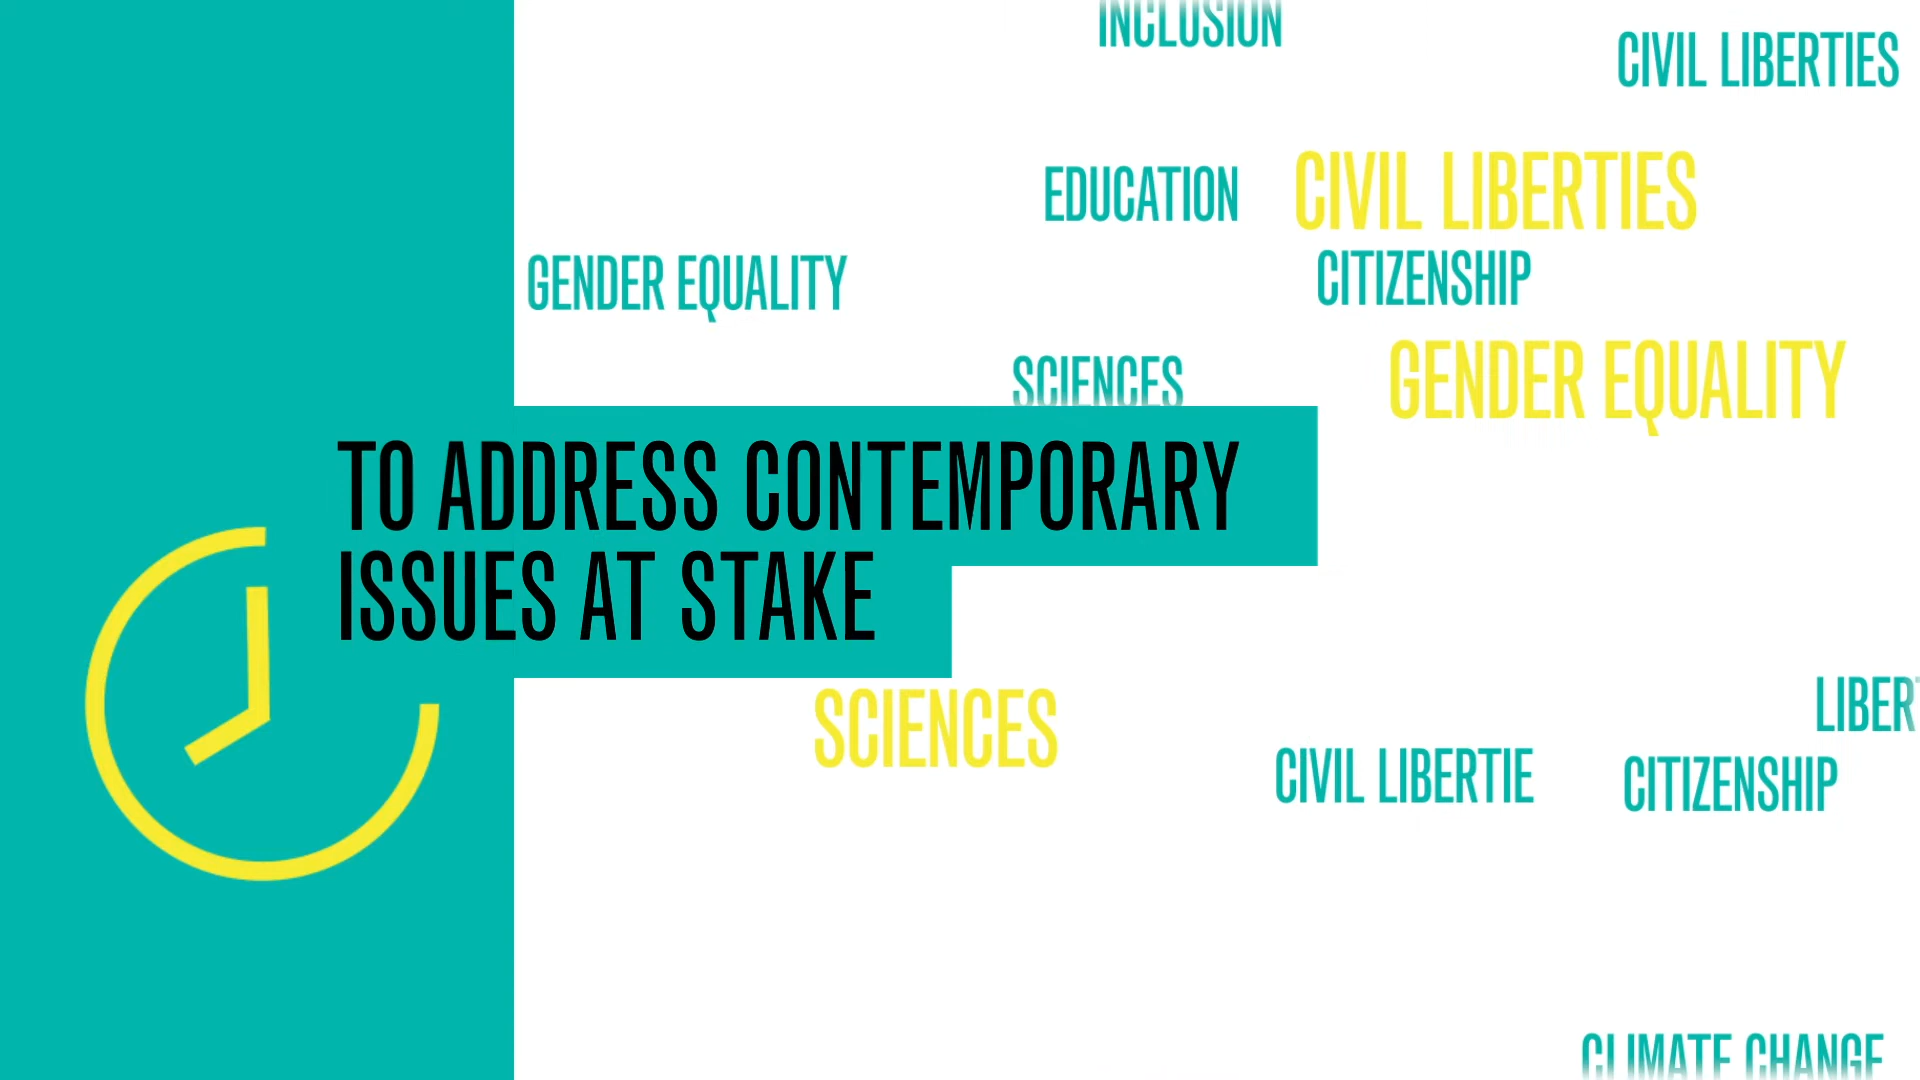 INCLUSION
CIVIL LIBERTIES
EDUCATION
CIVIL LIBERTIES
GENDER EQUALITY
CITIZENSHIP
SCIENCES
GENDER EQUALITY
TO ADDRESS CONTEMPORARY
ISSUES AT STAKE
SCIENCES
LIBER
CIVIL LIBERTIE
CITIZENSHIP
CLIMATE CHANGE